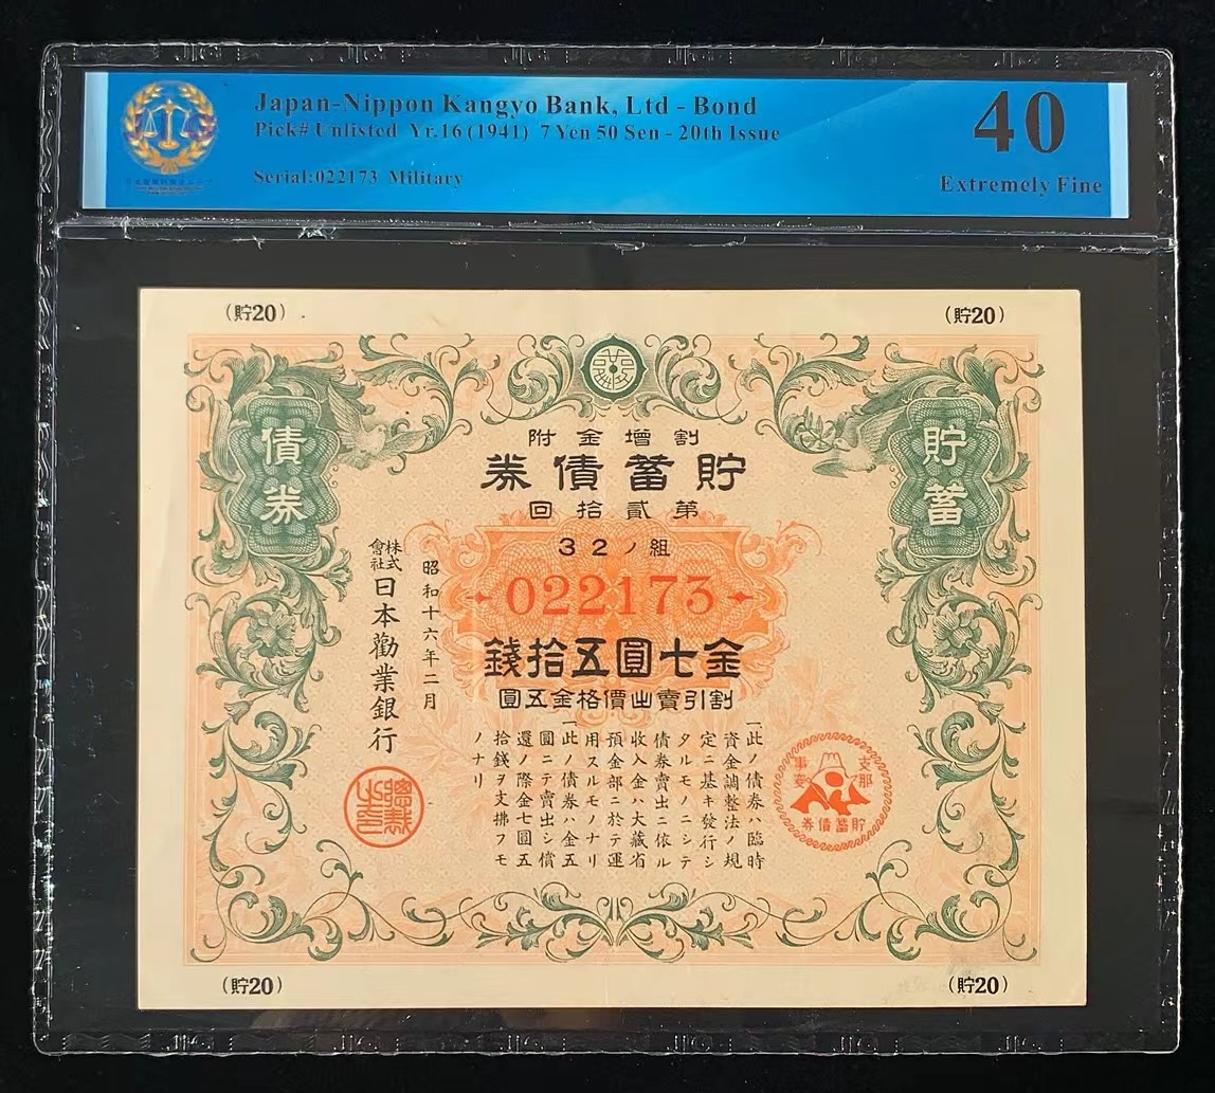 Japan-Nippon Kangyo Bank, Ltd - Bond
Pick# Unlisted Yr.16 (1941) 7 Yen 50 Sen - 20th Issue
Serial:022173 Military
40
Extremely Fine
(貯20)
(貯20)
貯蓄
債券
割増金附
貯蓄債券
第貳拾回
組ノ32
022173
金七圓五拾錢
割引賣出價格金五圓
一此ノ債券ハ臨時
資金調整法ノ規
定ニ基キ發行シ
タルモノニシテ
債券賣出ニ依ル
收入金ハ大藏省
預金部ニ於テ運
用スルモノナリ
一此ノ債券ハ金五
圓ニテ賣出シ償
還ノ際金七圓五
拾錢ヲ支拂フモ
ノナリ
昭和十六年二月
株式會社日本勸業銀行
總裁之印
支那事變
貯蓄債券
(貯20)
(貯20)